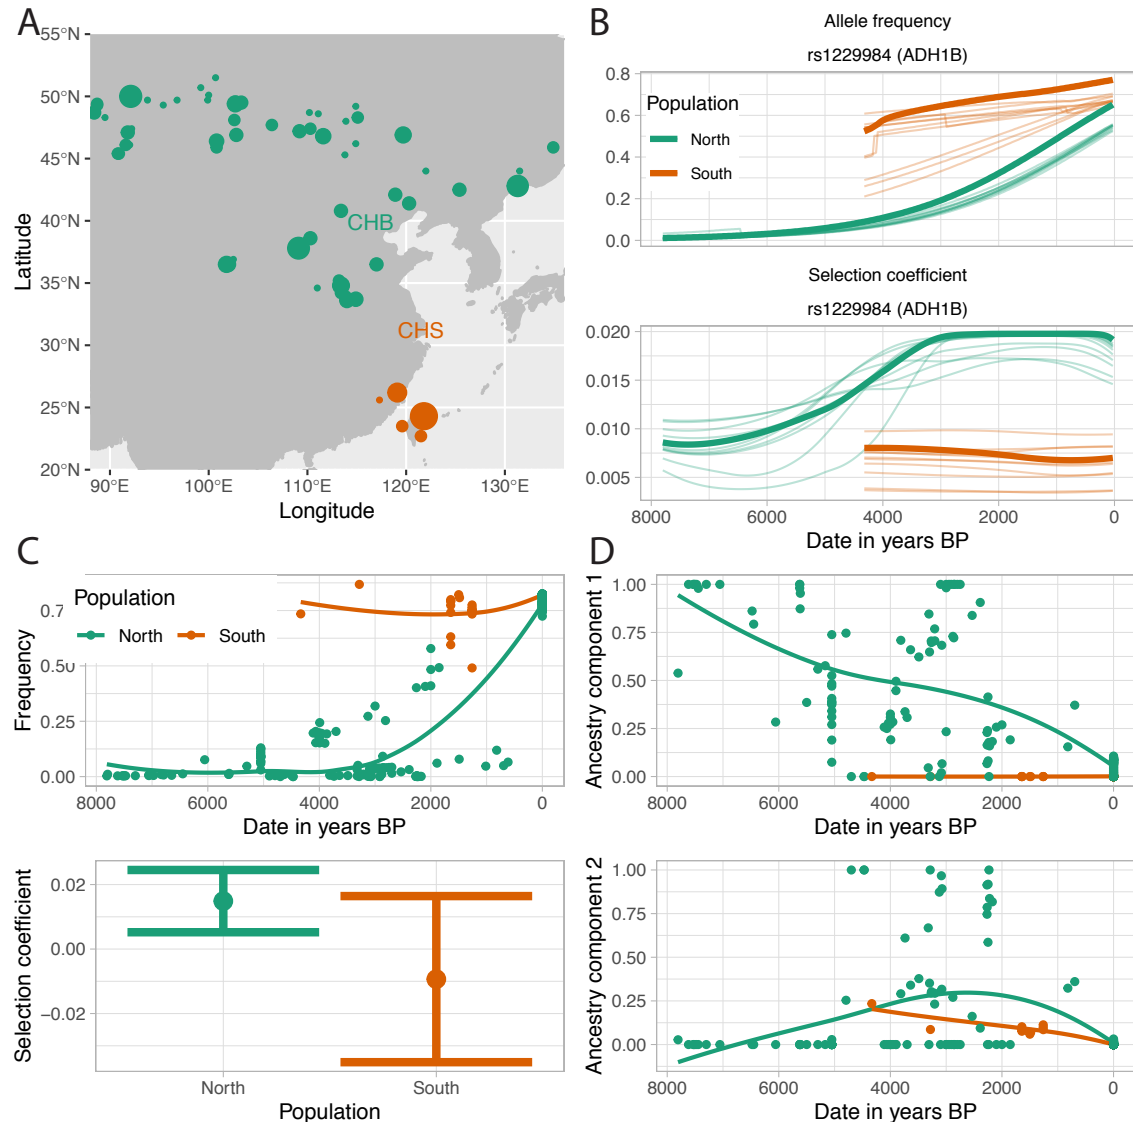 A
55°N
50°N
45°N
40°N
35°N
30°N
25°N
20°N
Latitude
CHB
CHS
90°E
100°E
110°E
120°E
130°E
Longitude
B
Allele frequency
rs1229984 (ADH1B)
0.8
0.6
0.4
0.2
0.0
Population
North
South
Selection coefficient
rs1229984 (ADH1B)
0.020
0.015
0.010
0.005
8000
6000
4000
2000
0
Date in years BP
C
Population
North
South
Frequency
0.7
0.50
0.25
0.00
8000
6000
4000
2000
0
Date in years BP
Selection coefficient
0.02
0.00
−0.02
North
South
Population
D
Ancestry component 1
1.00
0.75
0.50
0.25
0.00
8000
6000
4000
2000
0
Date in years BP
Ancestry component 2
1.00
0.75
0.50
0.25
0.00
8000
6000
4000
2000
0
Date in years BP